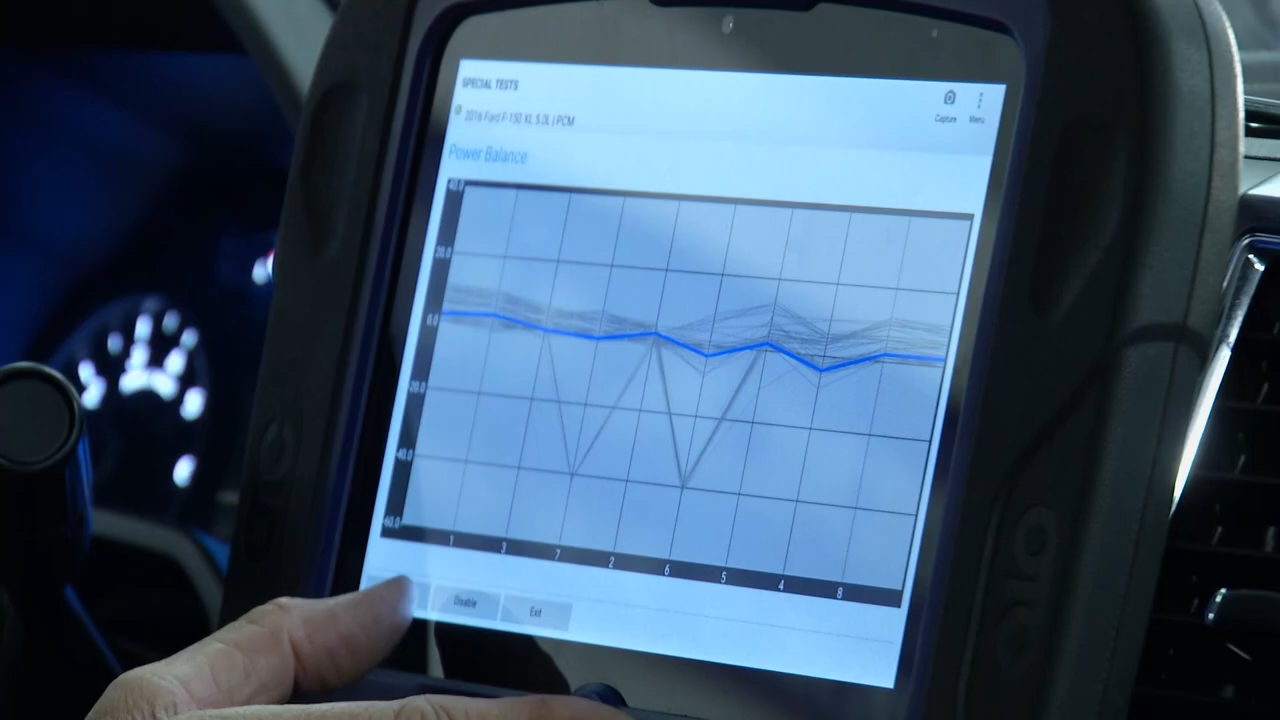 SPECIAL TESTS
2016 Ford F-150 XL 5.0L | PCM
Capture
Menu
Power Balance
40.0
20.0
0.0
-20.0
-40.0
-60.0
1 3 7 2 6 5 4 8
Disable
Exit